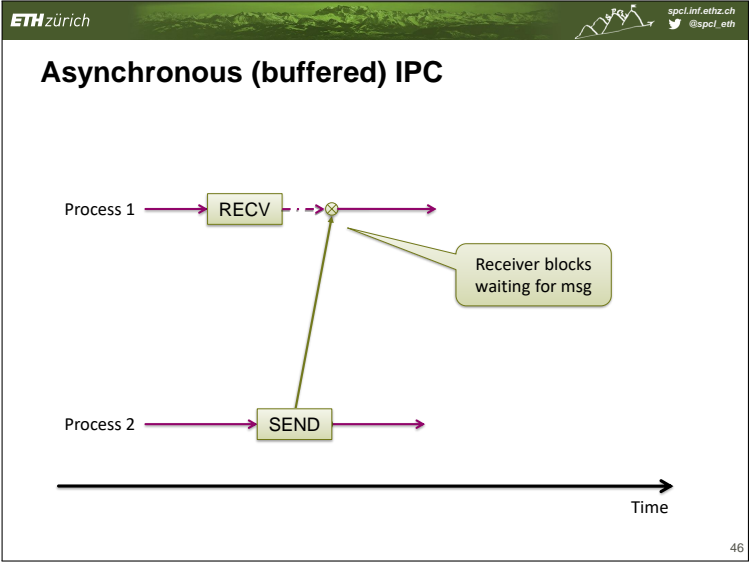 ETH zürich
spcl.inf.ethz.ch
@spcl_eth
Asynchronous (buffered) IPC
Process 1
RECV
Receiver blocks
waiting for msg
Process 2
SEND
Time
46